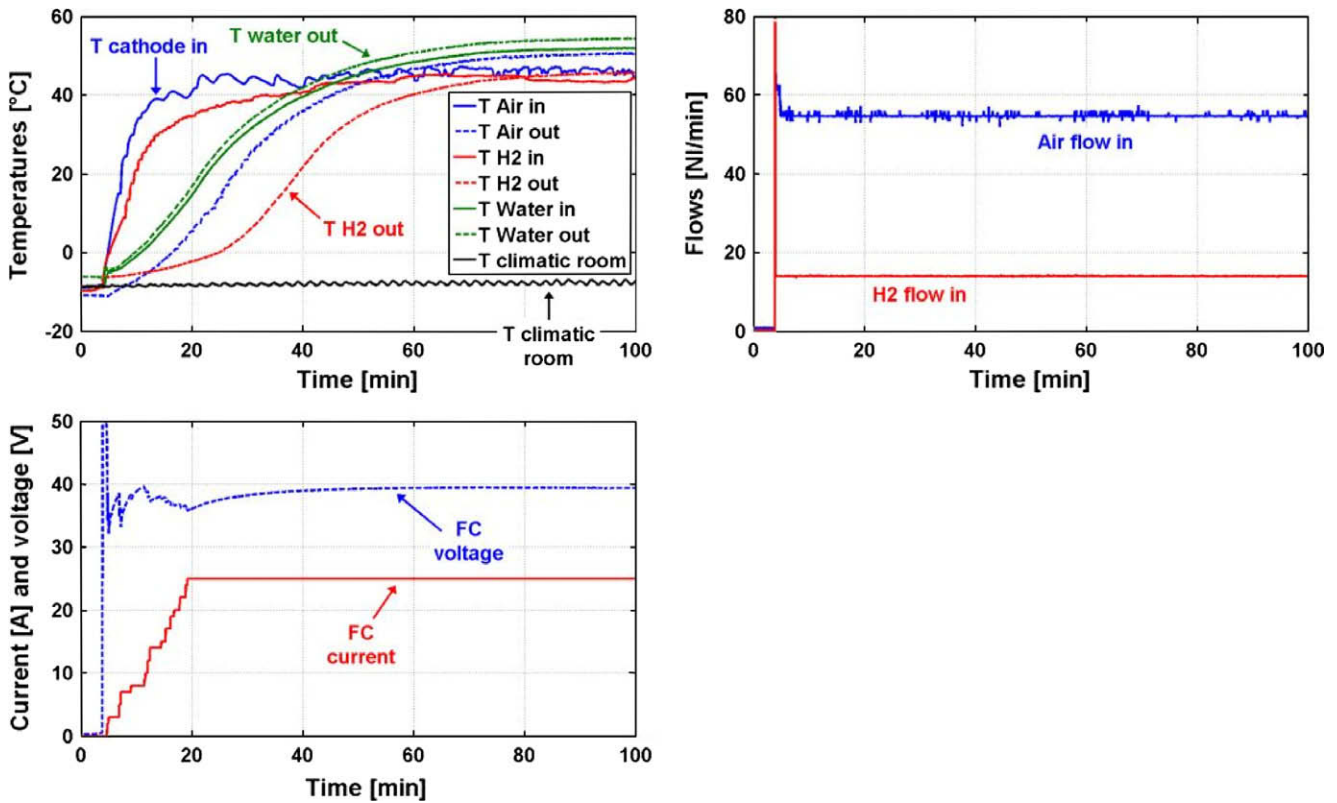 60
40
20
0
-20
Temperatures [°C]
T cathode in
T water out
T Air in
T Air out
T H2 in
T H2 out
T Water in
T Water out
T climatic room
T H2 out
T climatic
room
0
20
40
60
80
100
Time [min]
80
60
40
20
0
Flows [Nl/min]
Air flow in
H2 flow in
0
20
40
60
80
100
Time [min]
50
40
30
20
10
0
Current [A] and voltage [V]
FC
voltage
FC
current
0
20
40
60
80
100
Time [min]